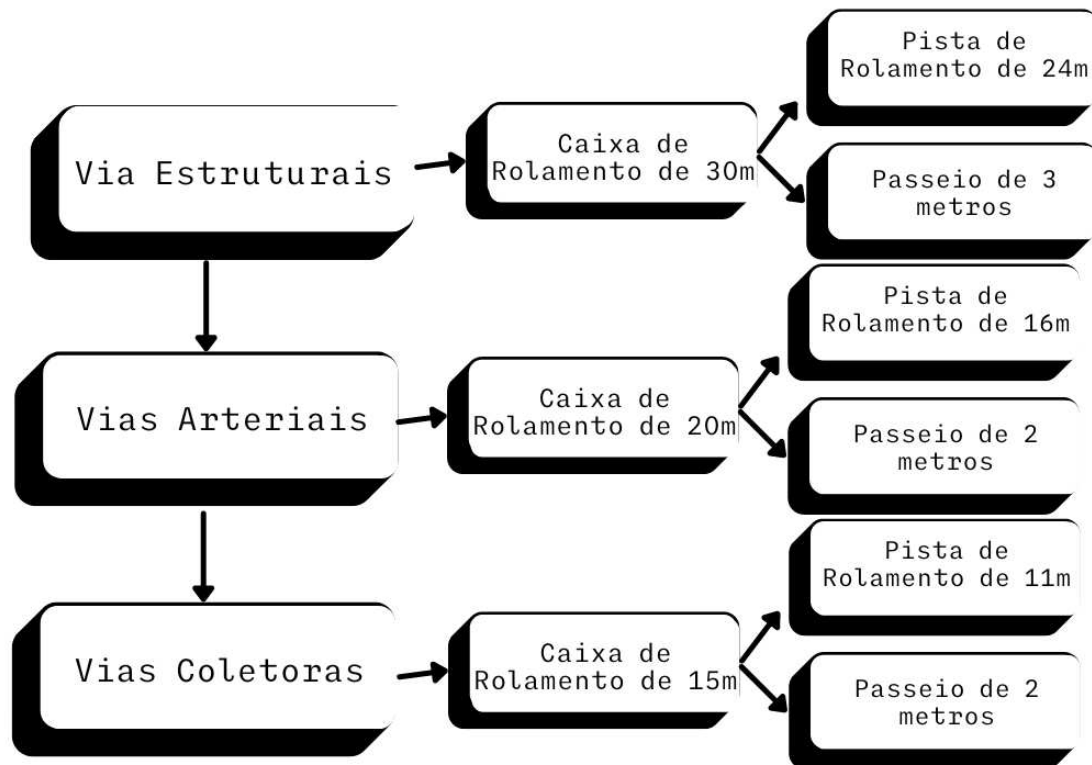 Via Estruturais
Caixa de
Rolamento de 30m
Pista de
Rolamento de 24m
Passeio de 3
metros
Vias Arteriais
Caixa de
Rolamento de 20m
Pista de
Rolamento de 16m
Passeio de 2
metros
Vias Coletoras
Caixa de
Rolamento de 15m
Pista de
Rolamento de 11m
Passeio de 2
metros